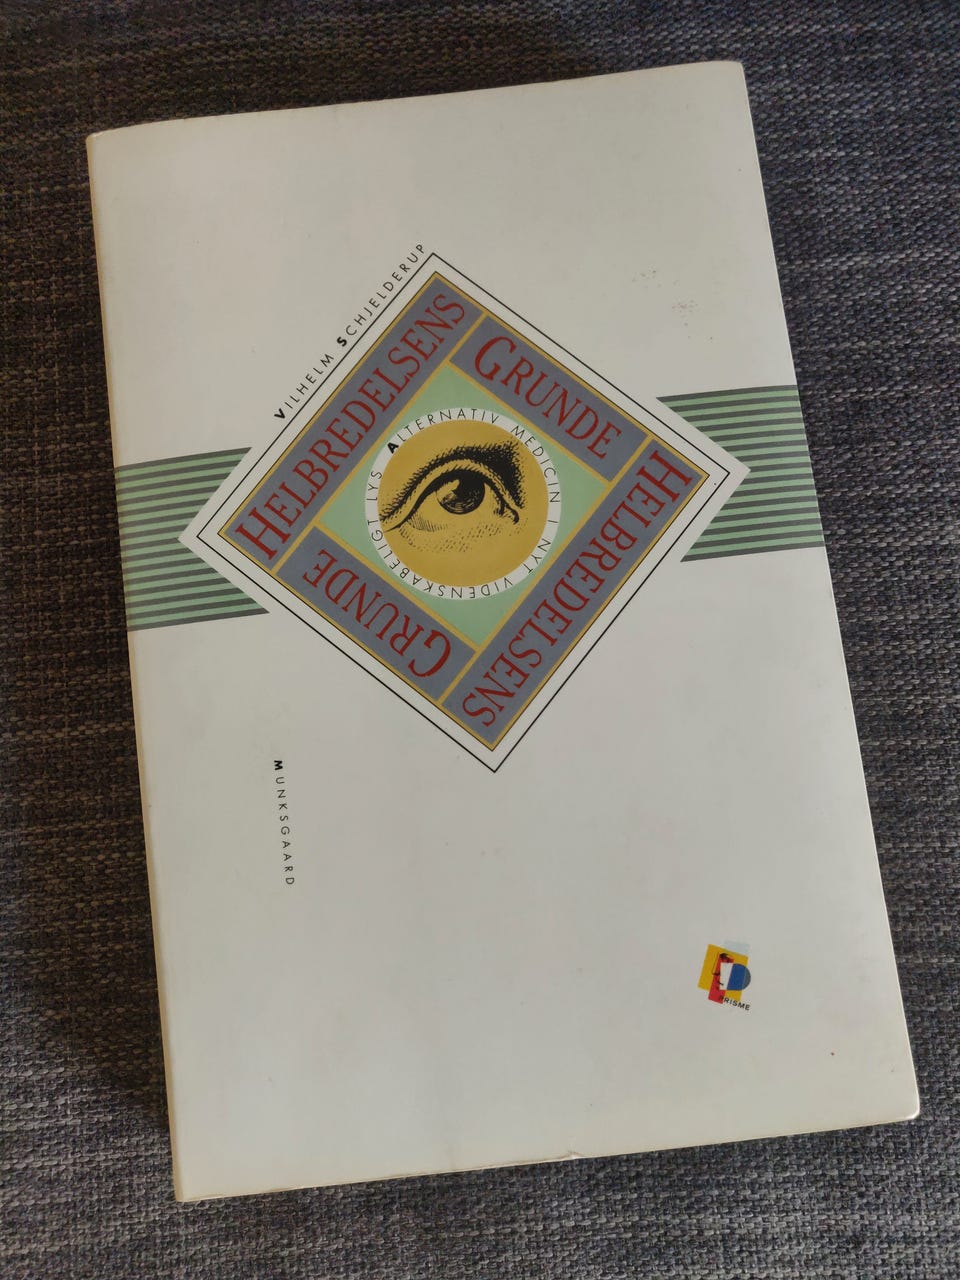 VILHELM SCHJELDERUP
HELBREDELSENS
GRUNDE
HELBREDELSENS
GRUNDE
ALTERNATIV MEDICIN I NYT VIDENSKABELIGT LYS
MUNKSGAARD
PRISME